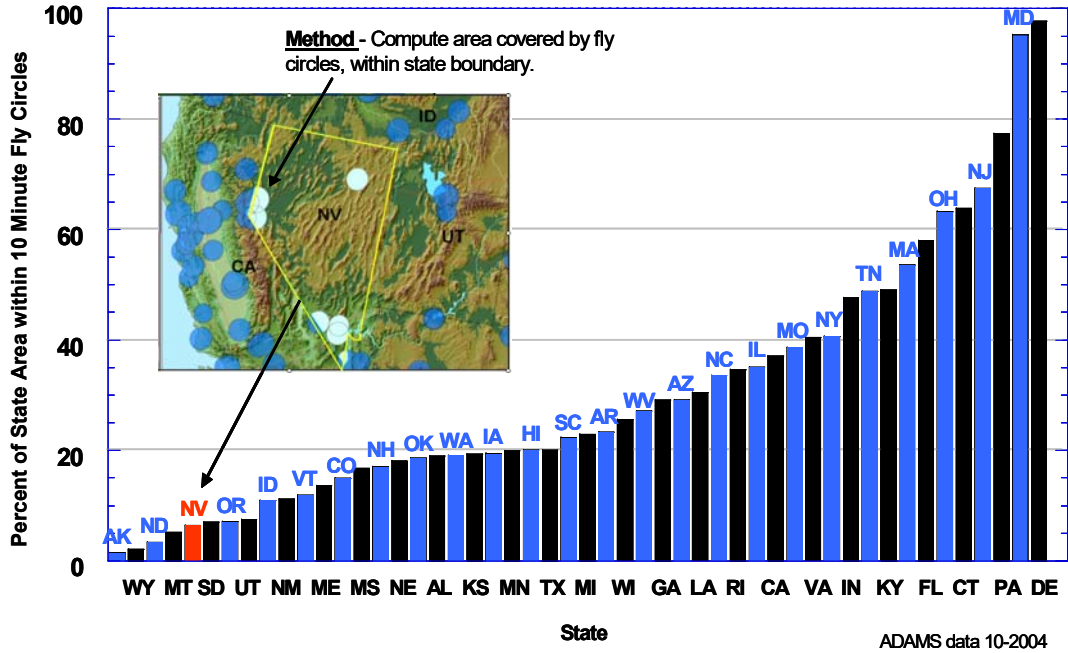 Percent of State Area within 10 Minute Fly Circles
100
80
60
40
20
0
Method - Compute area covered by fly
circles, within state boundary.
ID
NV
UT
CA
AK
ND
NV
OR
ID
VT
CO
NH
OK
WA
IA
HI
SC
AR
WV
AZ
NC
IL
MO
NY
TN
MA
OH
NJ
MD
WY MT SD UT NM ME MS NE AL KS MN TX MI WI GA LA RI CA VA IN KY FL CT PA DE
State
ADAMS data 10-2004